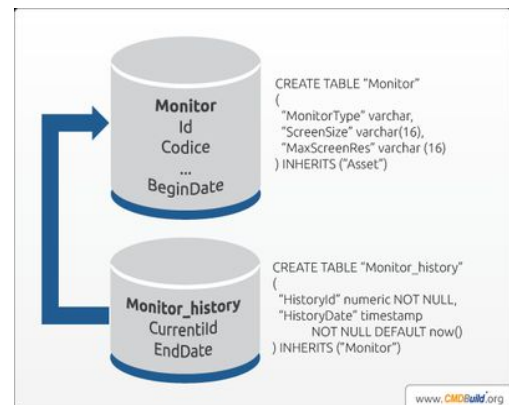 Monitor
Id
Codice
...
BeginDate
CREATE TABLE "Monitor"
(
"MonitorType" varchar,
"ScreenSize" varchar(16),
"MaxScreenRes" varchar (16)
) INHERITS ("Asset")
Monitor_history
CurrentiId
EndDate
CREATE TABLE "Monitor_history"
(
"HistoryId" numeric NOT NULL,
"HistoryDate" timestamp
NOT NULL DEFAULT now()
) INHERITS ("Monitor")
www.CMDBuild.org